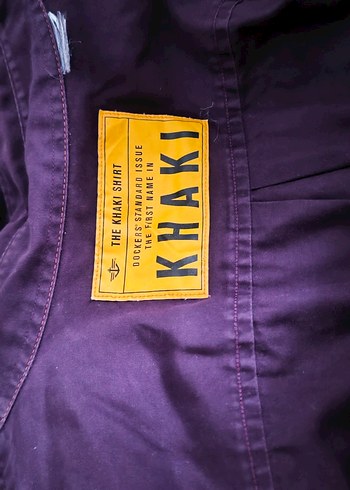 THE KHAKI SHIRT
DOCKERS' STANDARD ISSUE
THE FIRST NAME IN
KHAKI